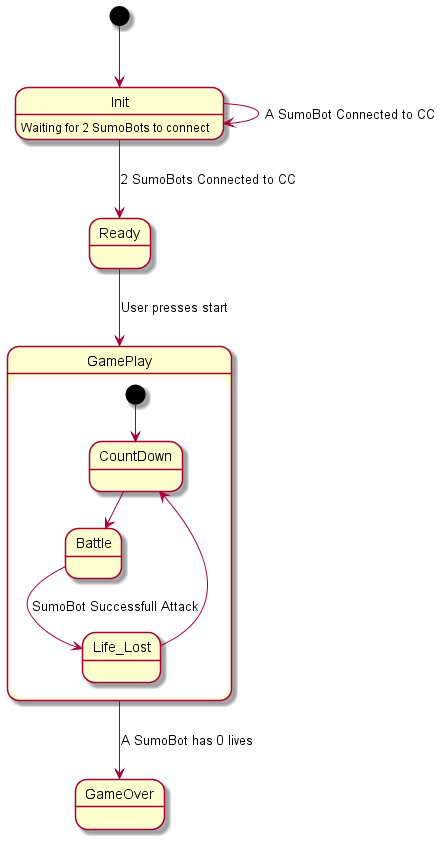 Init
Waiting for 2 SumoBots to connect
A SumoBot Connected to CC
2 SumoBots Connected to CC
Ready
User presses start
GamePlay
CountDown
Battle
SumoBot Successfull Attack
Life_Lost
A SumoBot has 0 lives
GameOver